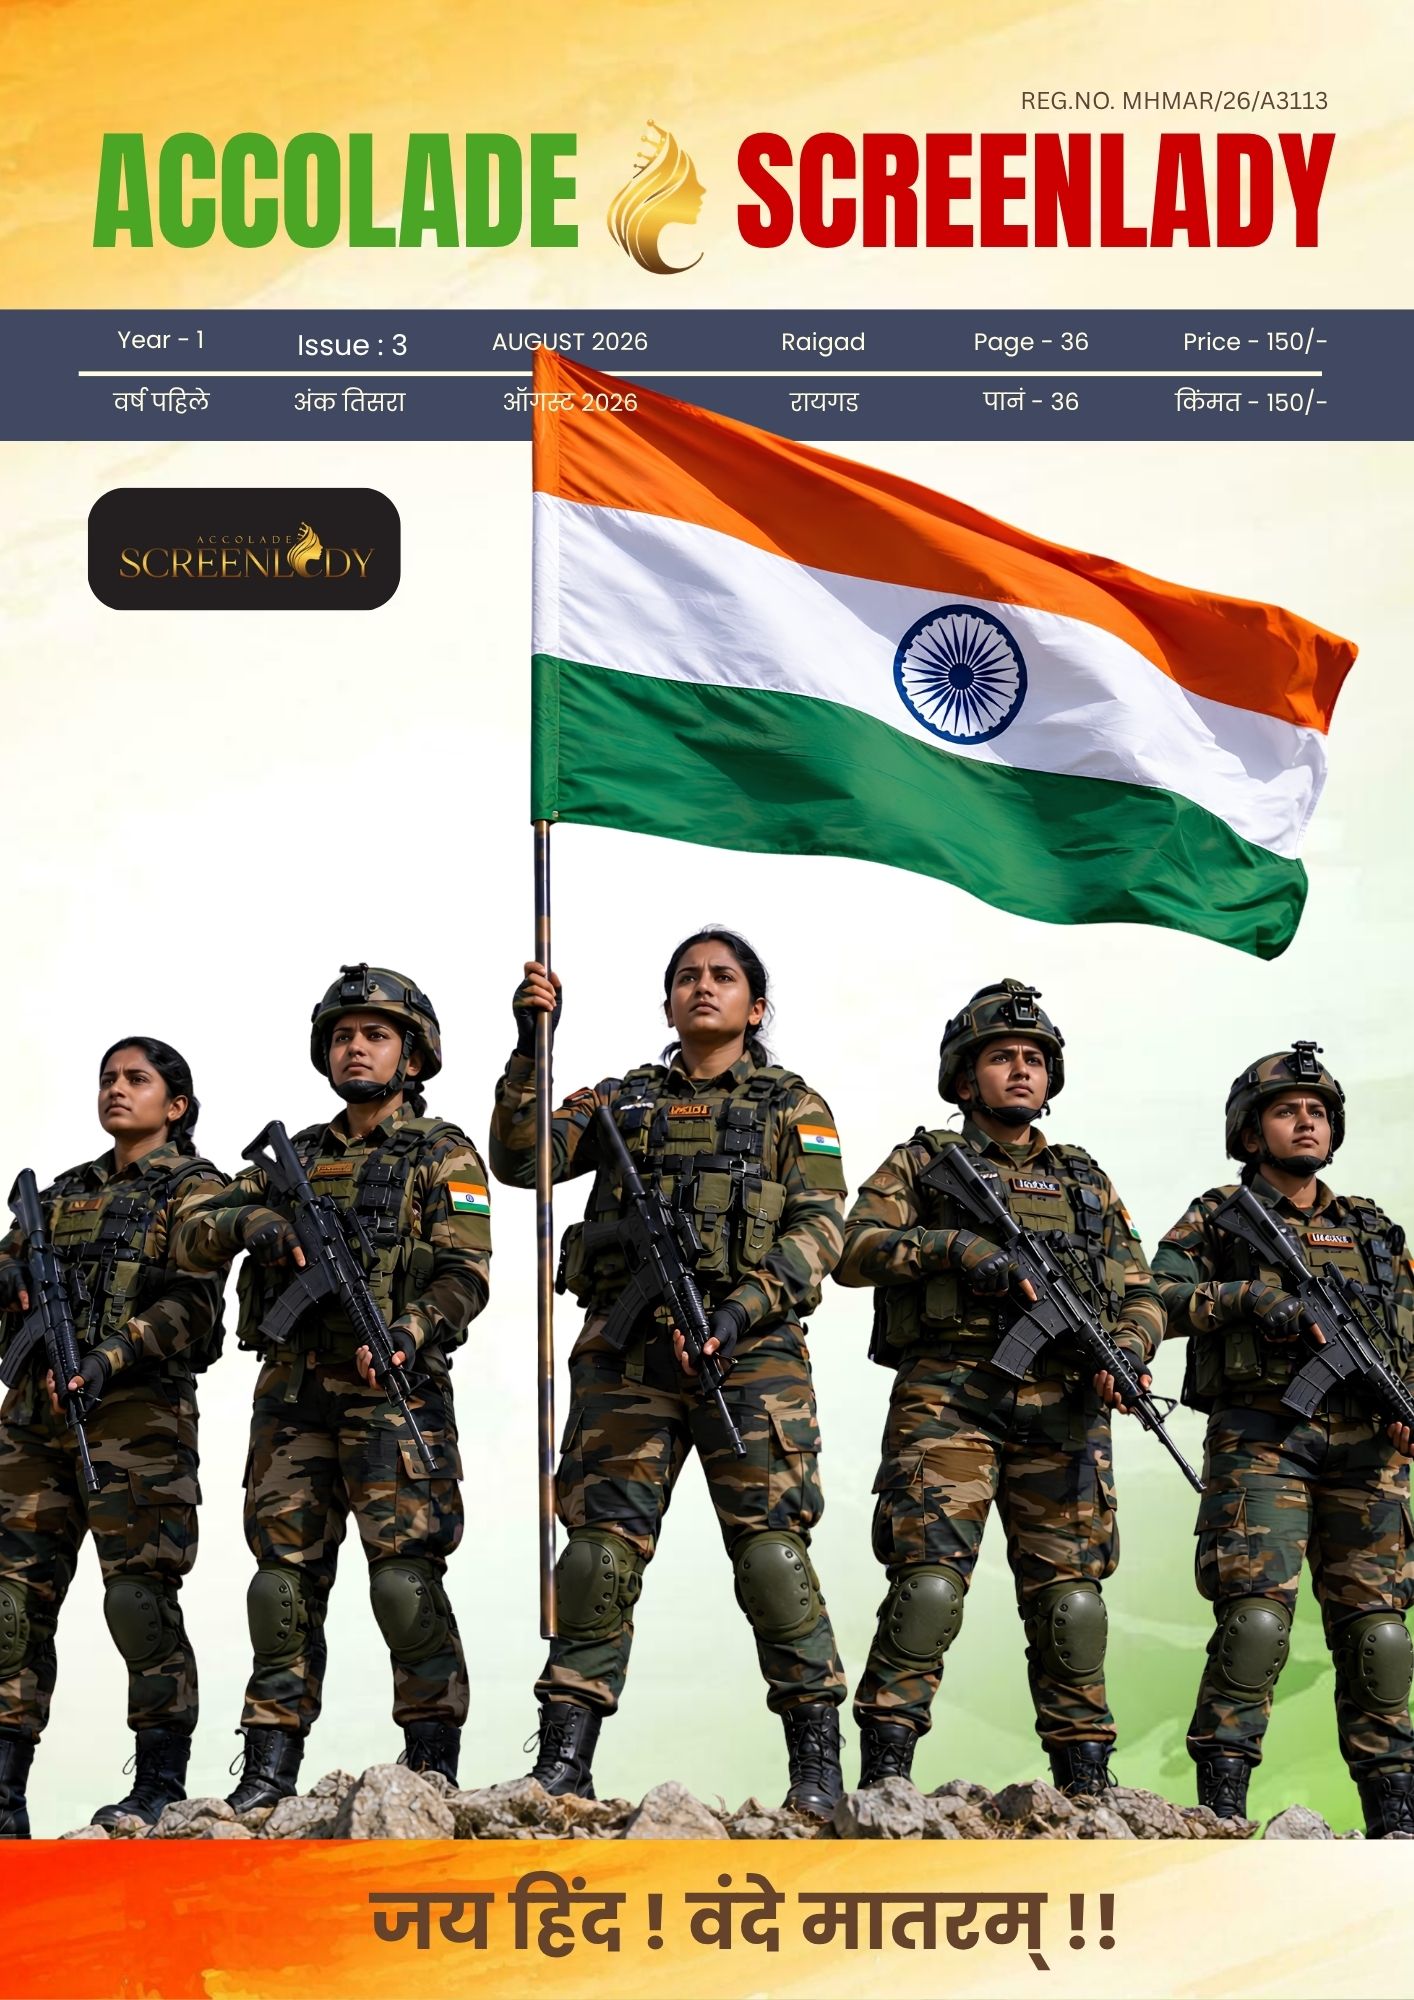 REG.NO. MHMAR/26/A3113
ACCOLADE SCREENLADY
Year - 1 Issue : 3 AUGUST 2026 Raigad Page - 36 Price - 150/-
वर्ष पहिले अंक तिसरा ऑगस्ट 2026 रायगड पानं - 36 किंमत - 150/-
ACCOLADE
SCREENLADY
जय हिंद ! वंदे मातरम् !!